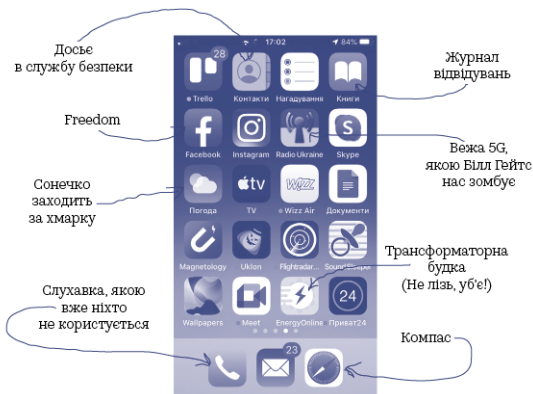 Досьє
в службу безпеки
Freedom
Сонечко
заходить
за хмарку
Слухавка, якою
вже ніхто
не користується
17:02
84%
28
Trello
Контакти
Нагадування
Книги
Facebook
Instagram
Radio Ukraine
Skype
Погода
tv
TV
Wizz
Wizz Air
Документи
Magnetology
Uklon
Flightradar...
Wallpapers
Meet
EnergyOnline
24
Приват24
23
Журнал
відвідувань
Вежа 5G,
якою Білл Гейтс
нас зомбує
Трансформаторна
будка
(Не лізь, уб'є!)
Компас